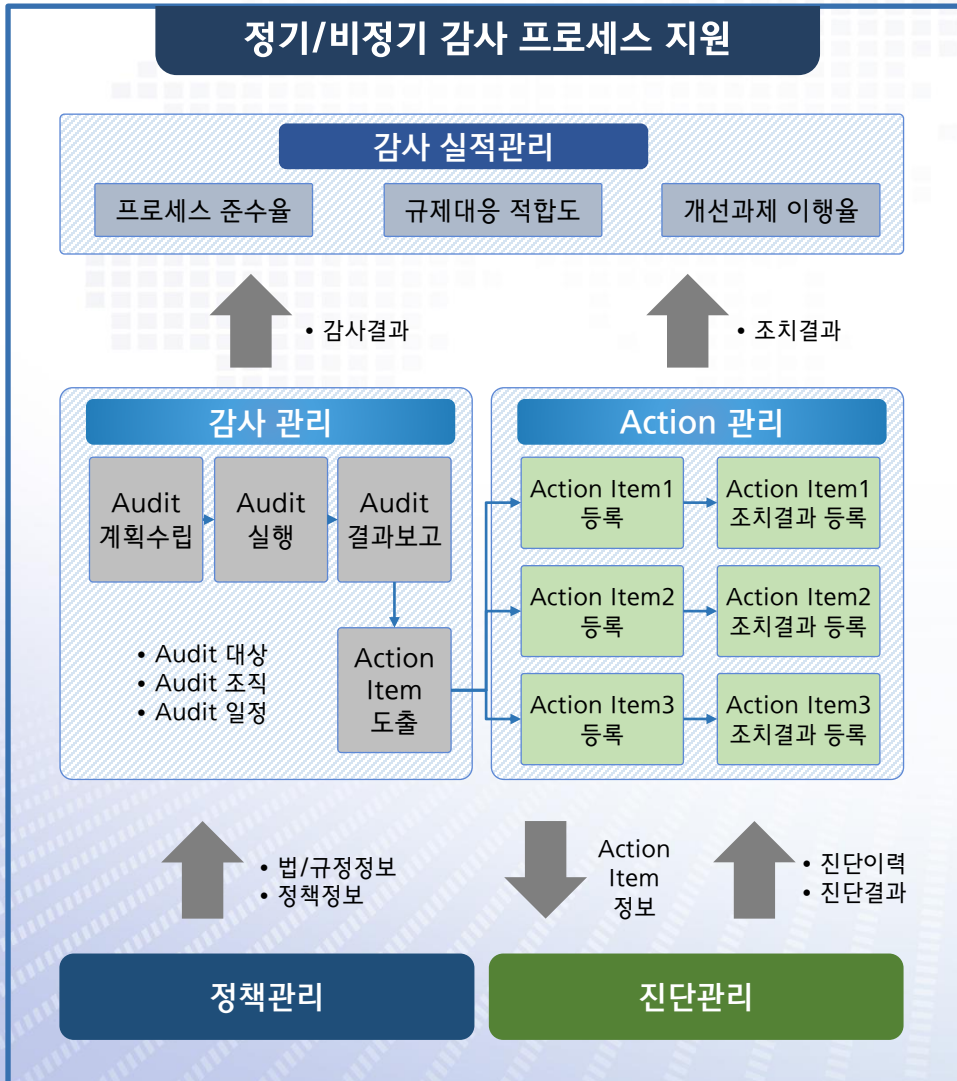 정기/비정기 감사 프로세스 지원
감사 실적관리
프로세스 준수율
규제대응 적합도
개선과제 이행율
• 감사결과
• 조치결과
감사 관리
Audit
계획수립
Audit
실행
Audit
결과보고
• Audit 대상
• Audit 조직
• Audit 일정
Action
Item
도출
Action 관리
Action Item1
등록
Action Item1
조치결과 등록
Action Item2
등록
Action Item2
조치결과 등록
Action Item3
등록
Action Item3
조치결과 등록
• 법/규정정보
• 정책정보
Action
Item
정보
• 진단이력
• 진단결과
정책관리
진단관리